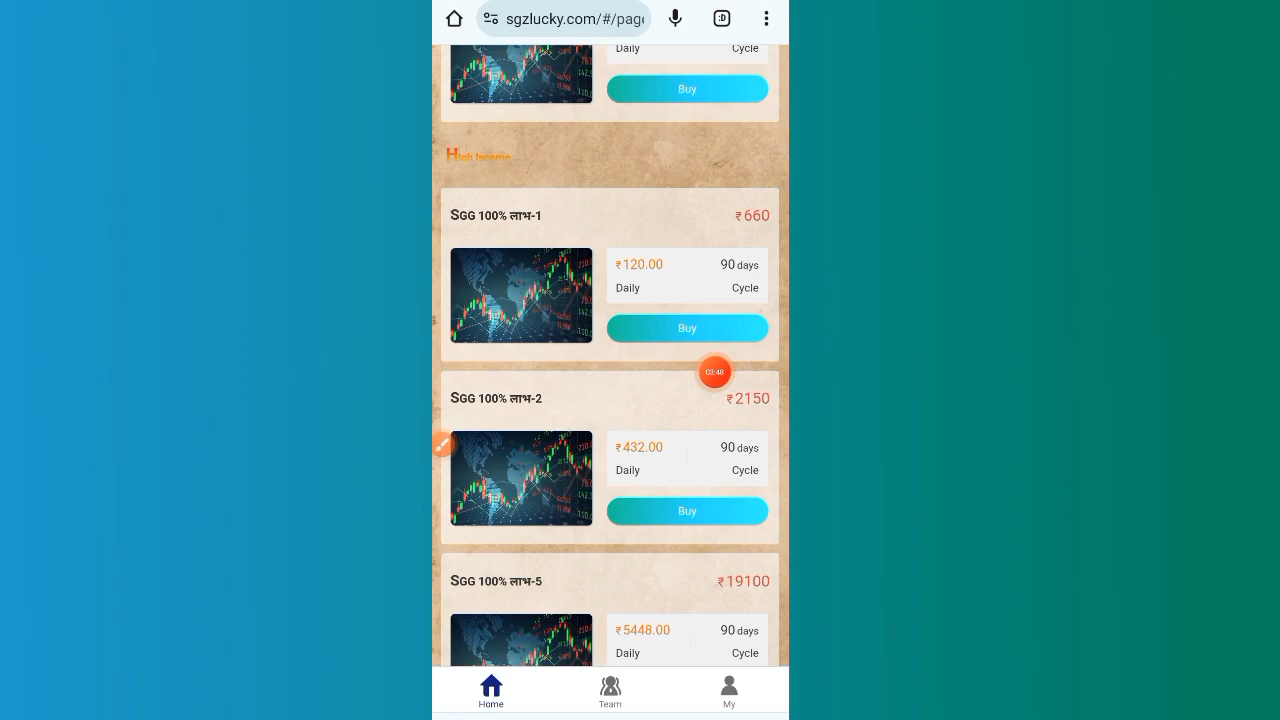 sgzlucky.com/#/page
:D
Daily Cycle
Buy
High Income
SGG 100% लाभ-1 ₹660
₹120.00 90 days
Daily Cycle
Buy
03:48
SGG 100% लाभ-2 ₹2150
₹432.00 90 days
Daily Cycle
Buy
SGG 100% लाभ-5 ₹19100
₹5448.00 90 days
Daily Cycle
Home Team My